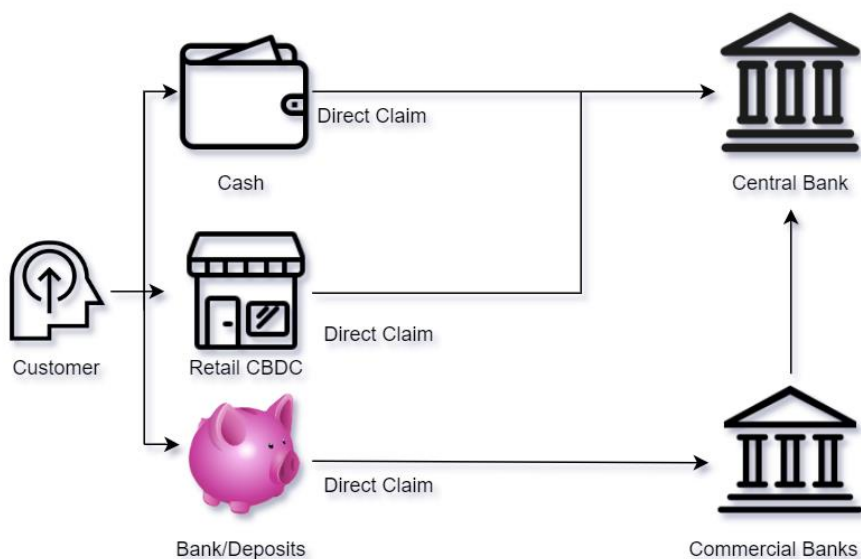 Direct Claim
Cash
Central Bank
Direct Claim
Customer
Retail CBDC
Direct Claim
Bank/Deposits
Commercial Banks